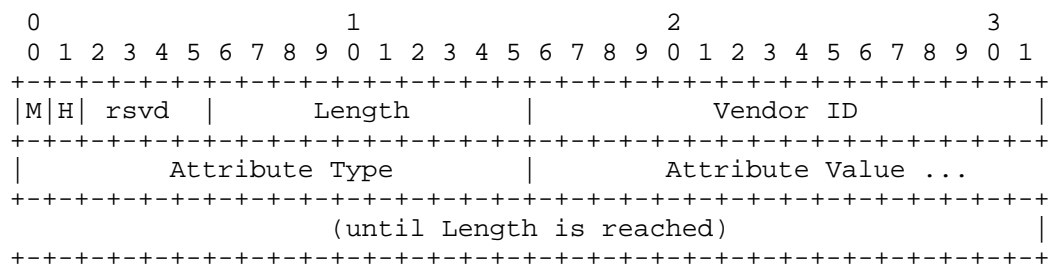 0                   1                   2                   3
 0 1 2 3 4 5 6 7 8 9 0 1 2 3 4 5 6 7 8 9 0 1 2 3 4 5 6 7 8 9 0 1
+-+-+-+-+-+-+-+-+-+-+-+-+-+-+-+-+-+-+-+-+-+-+-+-+-+-+-+-+-+-+-+-+
|M|H| rsvd  |      Length       |           Vendor ID           |
+-+-+-+-+-+-+-+-+-+-+-+-+-+-+-+-+-+-+-+-+-+-+-+-+-+-+-+-+-+-+-+-+
|         Attribute Type        |        Attribute Value ...
+-+-+-+-+-+-+-+-+-+-+-+-+-+-+-+-+-+-+-+-+-+-+-+-+-+-+-+-+-+-+-+-+
                    (until Length is reached)                   |
+-+-+-+-+-+-+-+-+-+-+-+-+-+-+-+-+-+-+-+-+-+-+-+-+-+-+-+-+-+-+-+-+